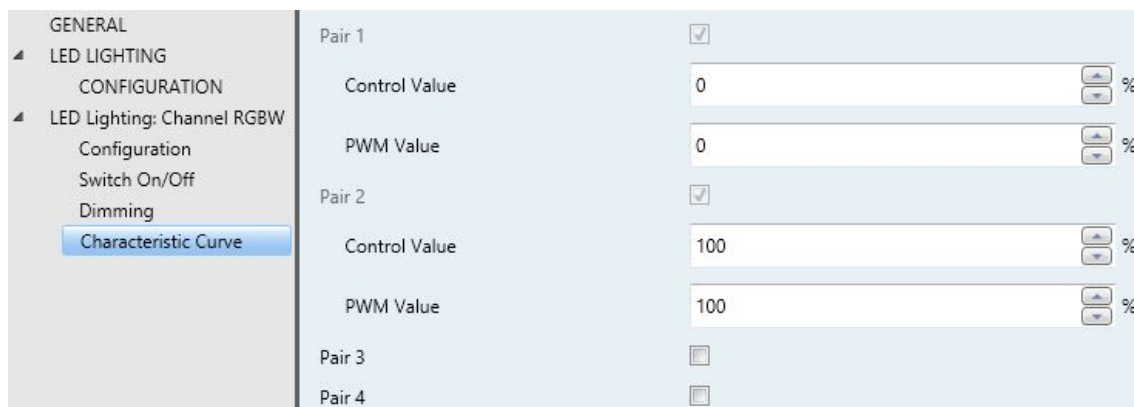 GENERAL
LED LIGHTING
CONFIGURATION
LED Lighting: Channel RGBW
Configuration
Switch On/Off
Dimming
Characteristic Curve
Pair 1
Control Value 0 %
PWM Value 0 %
Pair 2
Control Value 100 %
PWM Value 100 %
Pair 3
Pair 4